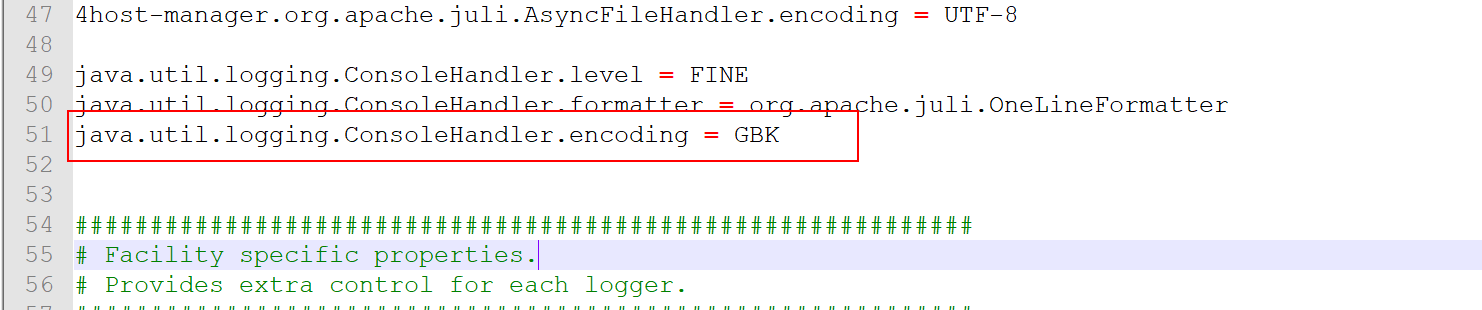 47 4host-manager.org.apache.juli.AsyncFileHandler.encoding = UTF-8
48
49 java.util.logging.ConsoleHandler.level = FINE
50 java.util.logging.ConsoleHandler.formatter = org.apache.juli.OneLineFormatter
51 java.util.logging.ConsoleHandler.encoding = GBK
52
53
54 ############################################################
55 # Facility specific properties.
56 # Provides extra control for each logger.
57 ############################################################